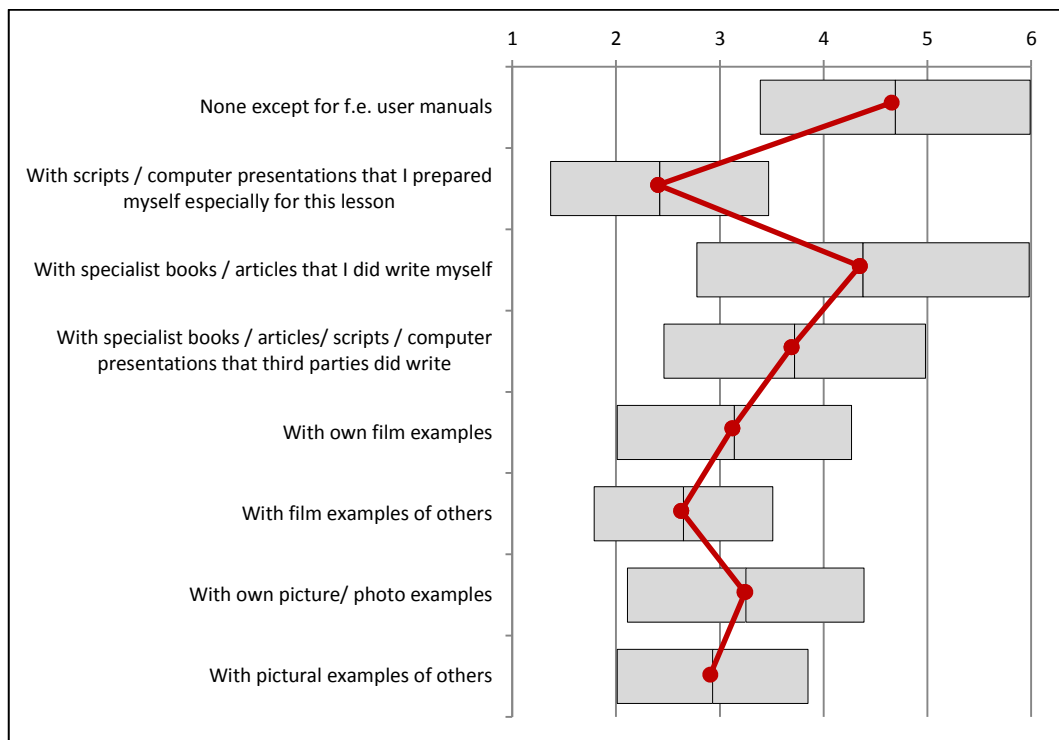 1 2 3 4 5 6
None except for f.e. user manuals
With scripts / computer presentations that I prepared
myself especially for this lesson
With specialist books / articles that I did write myself
With specialist books / articles/ scripts / computer
presentations that third parties did write
With own film examples
With film examples of others
With own picture/ photo examples
With pictural examples of others